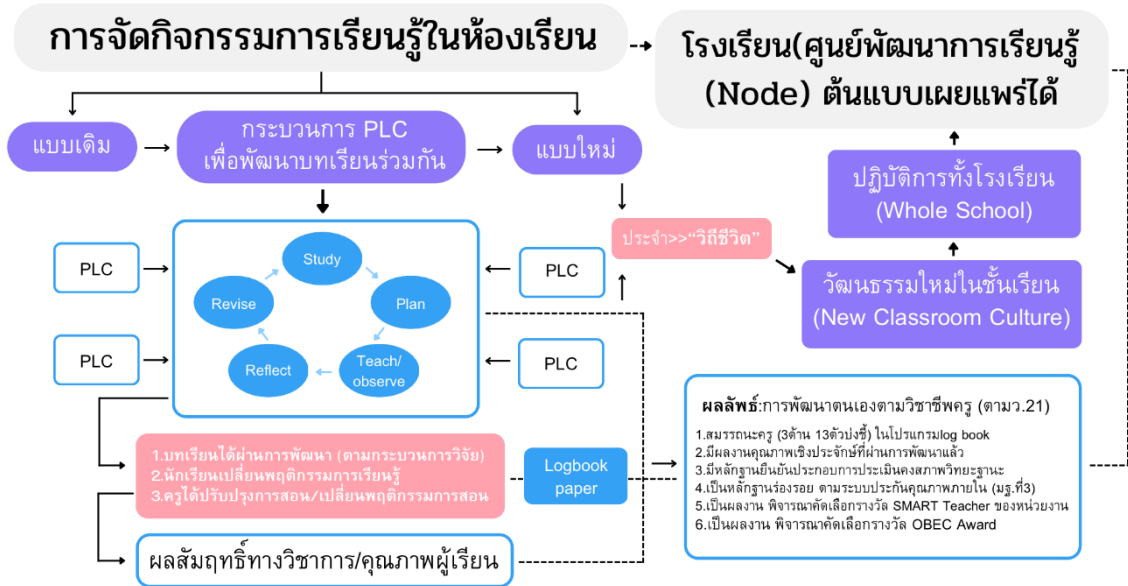 การจัดกิจกรรมการเรียนรู้ในห้องเรียน
โรงเรียน(ศูนย์พัฒนาการเรียนรู้
(Node) ต้นแบบเผยแพร่ได้
แบบเดิม
กระบวนการ PLC
เพื่อพัฒนาบทเรียนร่วมกัน
แบบใหม่
ปฏิบัติการทั้งโรงเรียน
(Whole School)
ประจำ>>“วิถีชีวิต”
วัฒนธรรมใหม่ในชั้นเรียน
(New Classroom Culture)
PLC
PLC
PLC
PLC
Study
Plan
Teach/
observe
Reflect
Revise
1.บทเรียนได้ผ่านการพัฒนา (ตามกระบวนการวิจัย)
2.นักเรียนเปลี่ยนพฤติกรรมการเรียนรู้
3.ครูได้ปรับปรุงการสอน/เปลี่ยนพฤติกรรมการสอน
Logbook
paper
ผลสัมฤทธิ์ทางวิชาการ/คุณภาพผู้เรียน
ผลลัพธ์:การพัฒนาตนเองตามวิชาชีพครู (ตามว.21)
1.สมรรถนะครู (3ด้าน 13ตัวบ่งชี้) ในโปรแกรมlog book
2.มีผลงานคุณภาพเชิงประจักษ์ที่ผ่านการพัฒนาแล้ว
3.มีหลักฐานยืนยันประกอบการประเมินคงสภาพวิทยะฐานะ
4.เป็นหลักฐานร่องรอย ตามระบบประกันคุณภาพภายใน (มฐ.ที่3)
5.เป็นผลงาน พิจารณาคัดเลือกรางวัล SMART Teacher ของหน่วยงาน
6.เป็นผลงาน พิจารณาคัดเลือกรางวัล OBEC Award